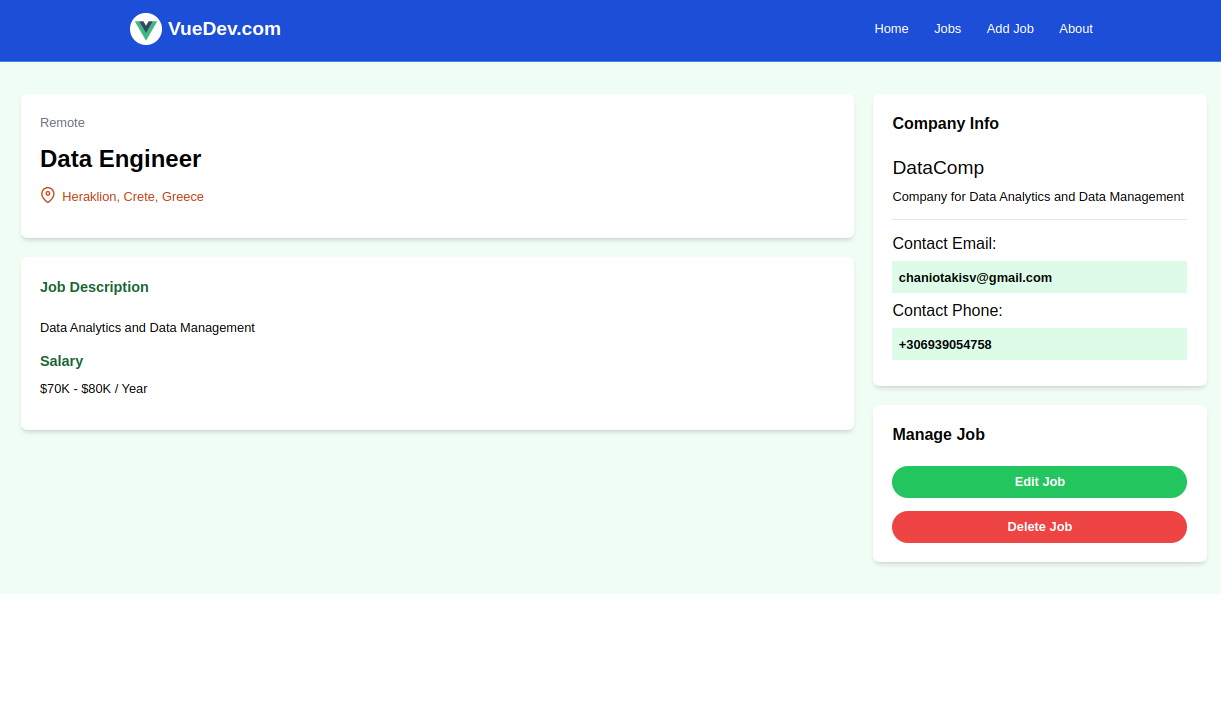 VueDev.com
Home Jobs Add Job About
Remote
Data Engineer
Heraklion, Crete, Greece
Job Description
Data Analytics and Data Management
Salary
$70K - $80K / Year
Company Info
DataComp
Company for Data Analytics and Data Management
Contact Email:
chaniotakisv@gmail.com
Contact Phone:
+306939054758
Manage Job
Edit Job
Delete Job